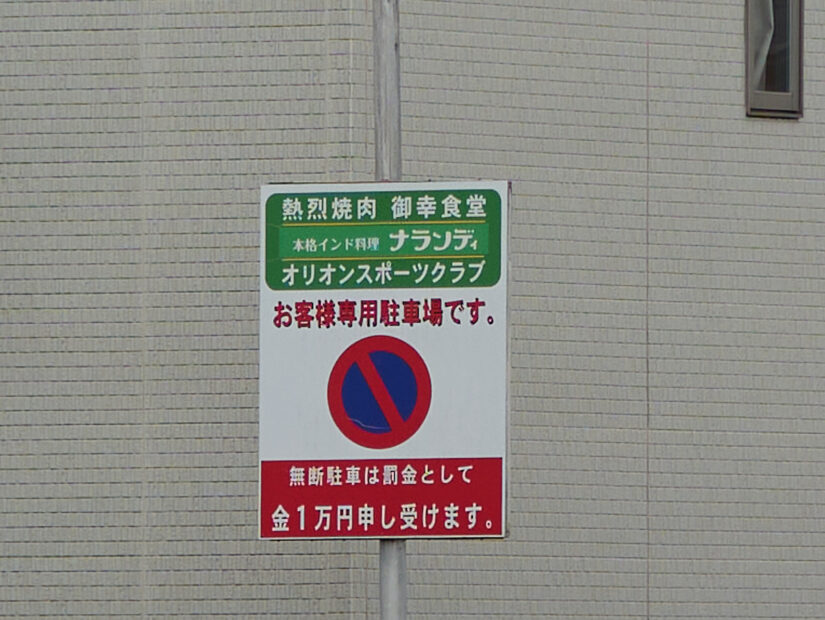 熱烈焼肉 御幸食堂
本格インド料理 ナランディ
オリオンスポーツクラブ
お客様専用駐車場です。
無断駐車は罰金として
金1万円申し受けます。